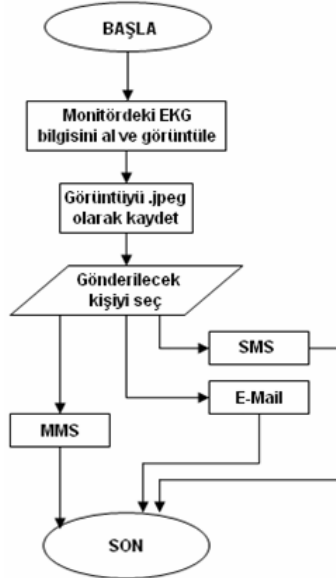 BAŞLA
Monitördeki EKG
bilgisini al ve görüntüle
Görüntüyü .jpeg
olarak kaydet
Gönderilecek
kişiyi seç
SMS
E-Mail
MMS
SON